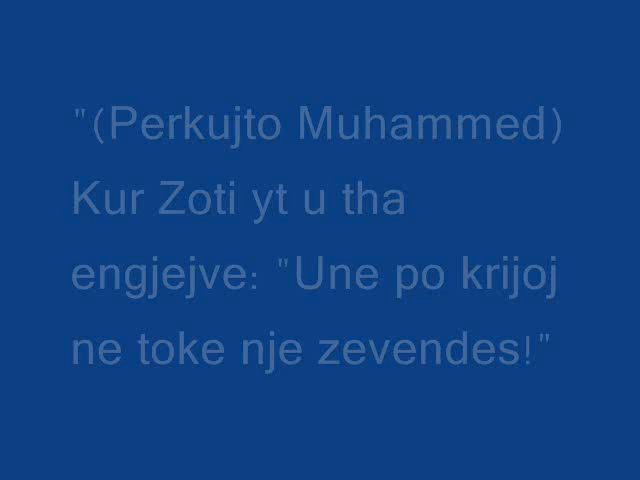 "(Perkujto Muhammed)
Kur Zoti yt u tha
engjejve: "Une po krijoj
ne toke nje zevendes!"